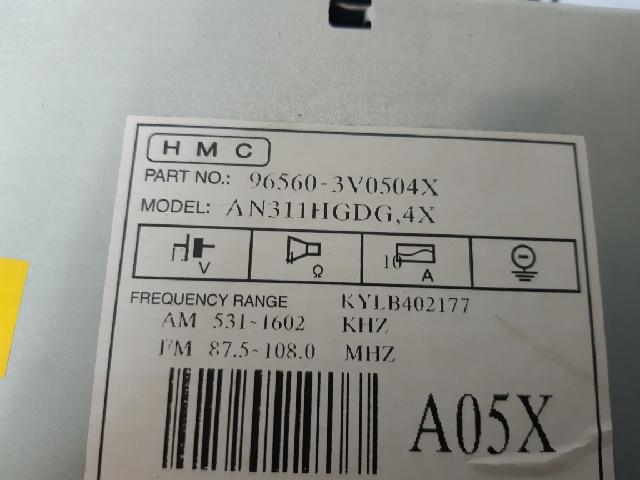 HMC
PART NO.: 96560-3V0504X
MODEL: AN311HGDG,4X
V Ω 10 A
FREQUENCY RANGE KYLB402177
AM 531~1602 KHZ
FM 87.5~108.0 MHZ
A05X